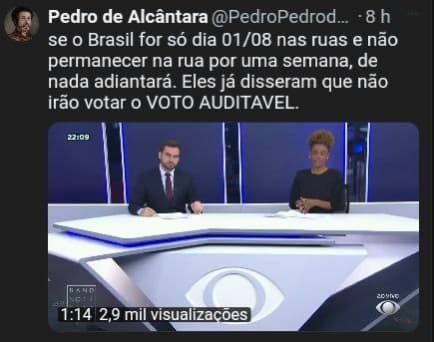 Pedro de Alcântara @PedroPedrod... · 8 h
se o Brasil for só dia 01/08 nas ruas e não
permanecer na rua por uma semana, de
nada adiantará. Eles já disseram que não
irão votar o VOTO AUDITAVEL.
22:09
BAND
ao vivo
1:14 2,9 mil visualizações